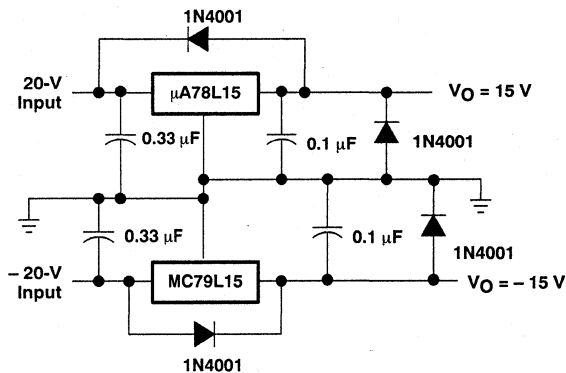 1N4001
20-V
Input
µA78L15
VO = 15 V
0.33 µF
0.1 µF
1N4001
0.33 µF
0.1 µF
1N4001
– 20-V
Input
MC79L15
VO = – 15 V
1N4001